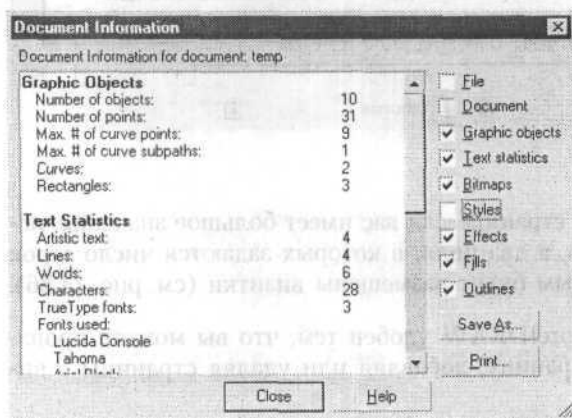 Document Information
Document Information for document: temp
Graphic Objects
Number of objects: 10
Number of points: 31
Max. # of curve points: 9
Max. # of curve subpaths: 1
Curves: 2
Rectangles: 3
Text Statistics
Artistic text: 4
Lines: 4
Words: 6
Characters: 28
TrueType fonts: 3
Fonts used:
Lucida Console
Tahoma
File
Document
Graphic objects
Text statistics
Bitmaps
Styles
Effects
Fills
Outlines
Save As...
Print...
Close
Help